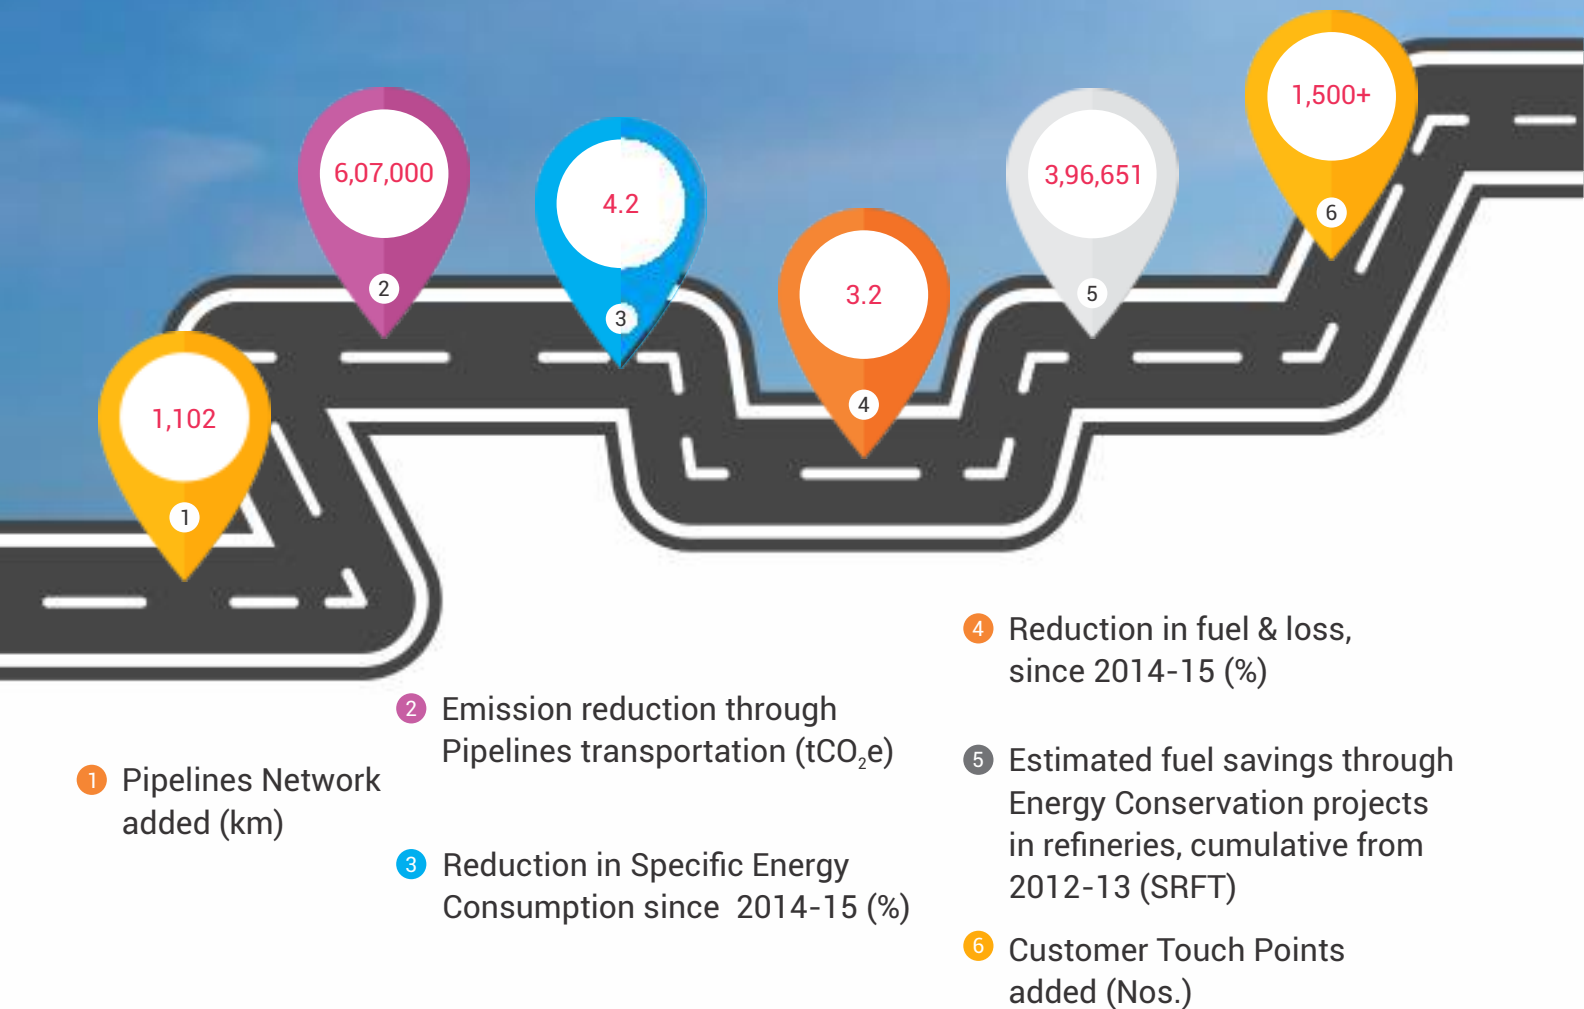 1,500+
6
6,07,000
2
4.2
3
3,96,651
5
3.2
4
1,102
1
1 Pipelines Network
added (km)
2 Emission reduction through
Pipelines transportation (tCO₂e)
3 Reduction in Specific Energy
Consumption since 2014-15 (%)
4 Reduction in fuel & loss,
since 2014-15 (%)
5 Estimated fuel savings through
Energy Conservation projects
in refineries, cumulative from
2012-13 (SRFT)
6 Customer Touch Points
added (Nos.)